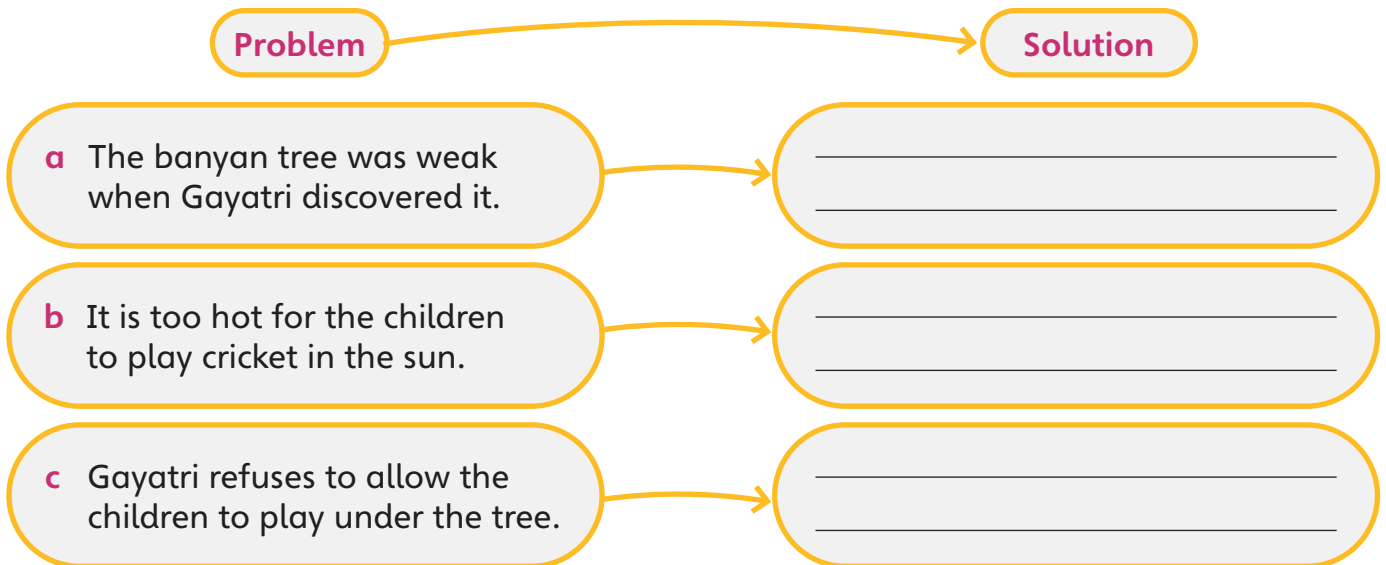 Problem
Solution
a The banyan tree was weak
when Gayatri discovered it.
b It is too hot for the children
to play cricket in the sun.
c Gayatri refuses to allow the
children to play under the tree.